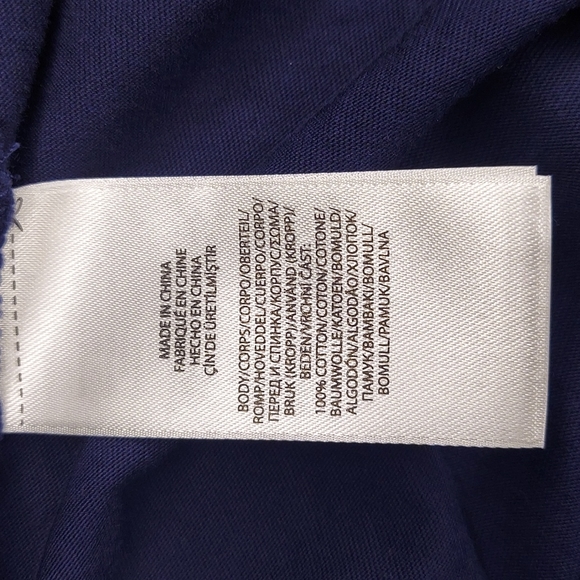 MADE IN CHINA
FABRIQUÉ EN CHINE
HECHO EN CHINA
ÇİN'DE ÜRETİLMİŞTİR
BODY/CORPS/CORPO/OBERTEIL/
ROMP/HOVEDDEL/CUERPO/CORPO/
ПЕРЕД И СПИНКА/КОРПУС/ΣΩΜΑ/
BRUK (KROPP)/ANVÄND (KROPP)/
BEDEN/VRCHNÍ ČÁST:
100% COTTON/COTON/COTONE/
BAUMWOLLE/KATOEN/BOMULD/
ALGODÓN/ALGODÃO/ХЛОПОК/
ПАМУК/ΒΑΜΒΑΚΙ/BOMULL/
BOMULL/PAMUK/BAVLNA